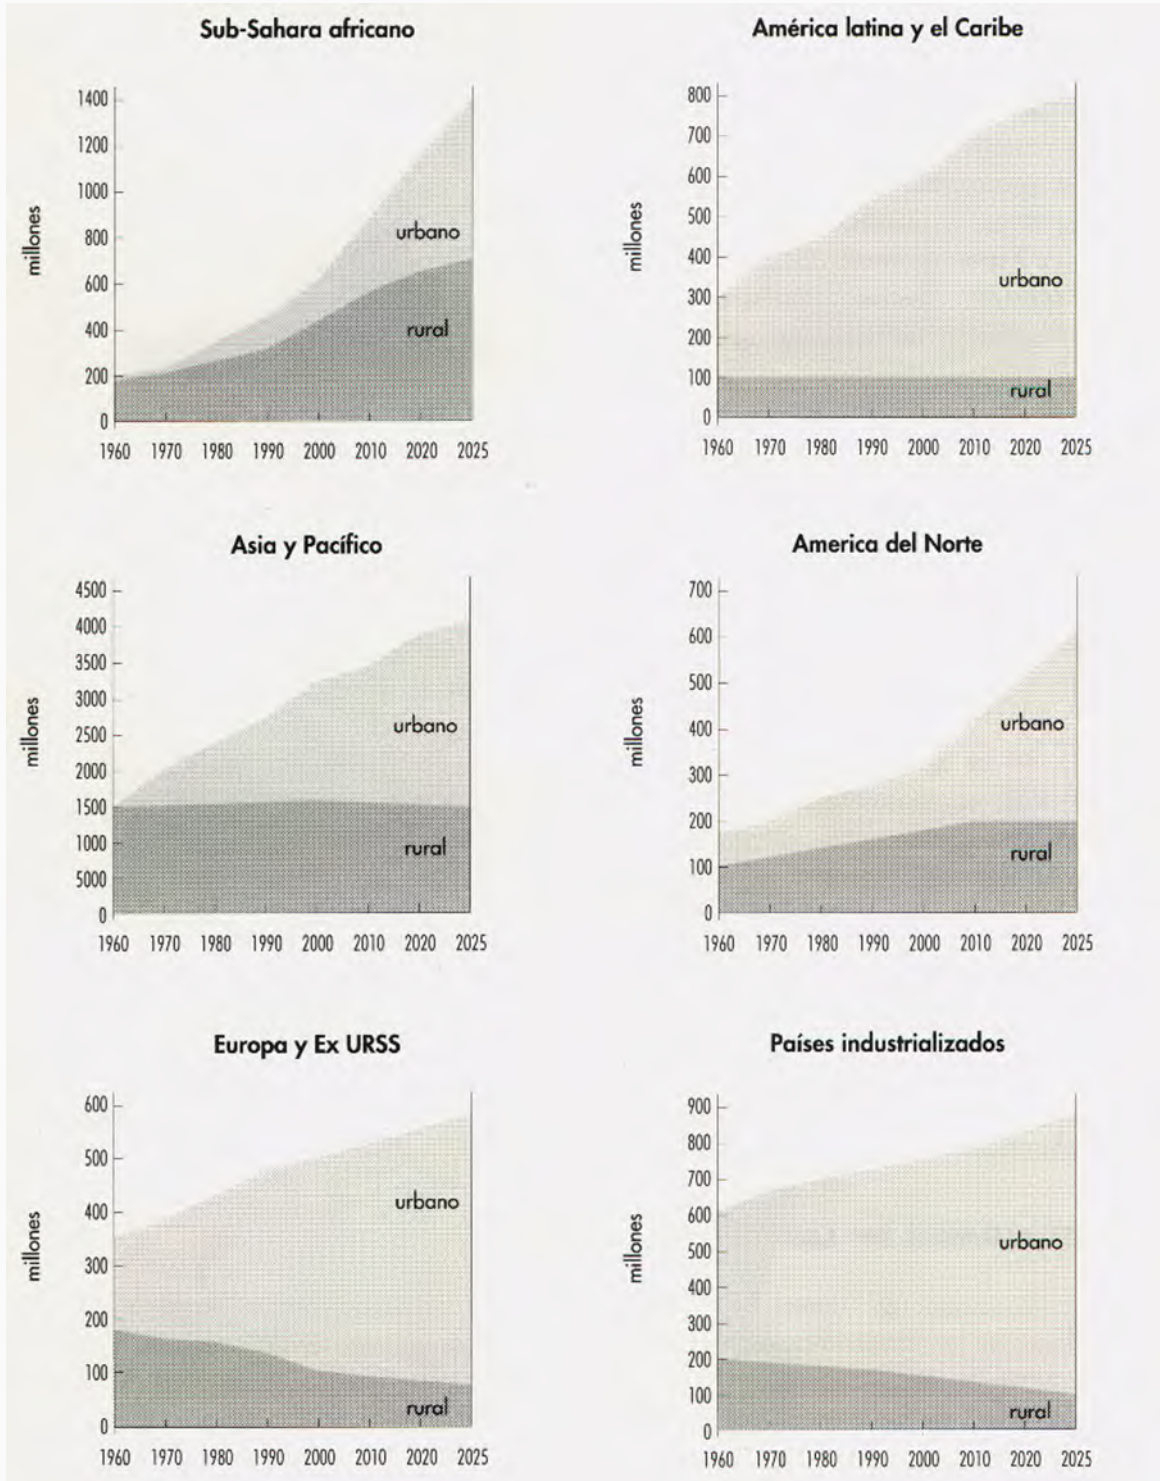 Sub-Sahara africano
1400
1200
1000
800
600
400
200
0
millones
urbano
rural
1960 1970 1980 1990 2000 2010 2020 2025
América latina y el Caribe
800
700
600
500
400
300
200
100
0
millones
urbano
rural
1960 1970 1980 1990 2000 2010 2020 2025
Asia y Pacífico
4500
4000
3500
3000
2500
2000
1500
1000
5000
0
millones
urbano
rural
1960 1970 1980 1990 2000 2010 2020 2025
America del Norte
700
600
500
400
300
200
100
0
millones
urbano
rural
1960 1970 1980 1990 2000 2010 2020 2025
Europa y Ex URSS
600
500
400
300
200
100
0
millones
urbano
rural
1960 1970 1980 1990 2000 2010 2020 2025
Países industrializados
900
800
700
600
500
400
300
200
100
0
millones
urbano
rural
1960 1970 1980 1990 2000 2010 2020 2025